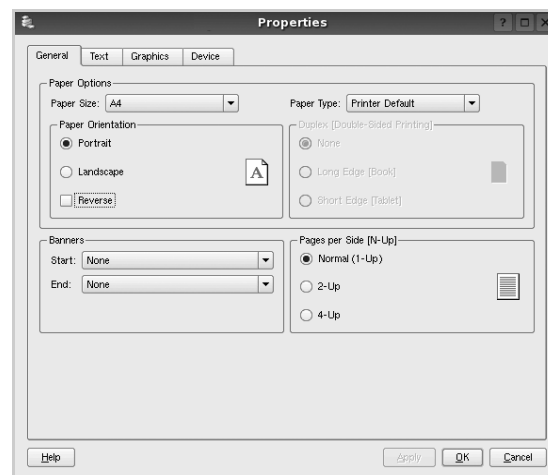 Properties
General Text Graphics Device
Paper Options
Paper Size: A4 Paper Type: Printer Default
Paper Orientation
Portrait
Landscape
A
Reverse
Duplex [Double-Sided Printing]
None
Long Edge [Book]
Short Edge [Tablet]
Banners
Start: None
End: None
Pages per Side [N-Up]
Normal (1-Up)
2-Up
4-Up
Help Apply OK Cancel